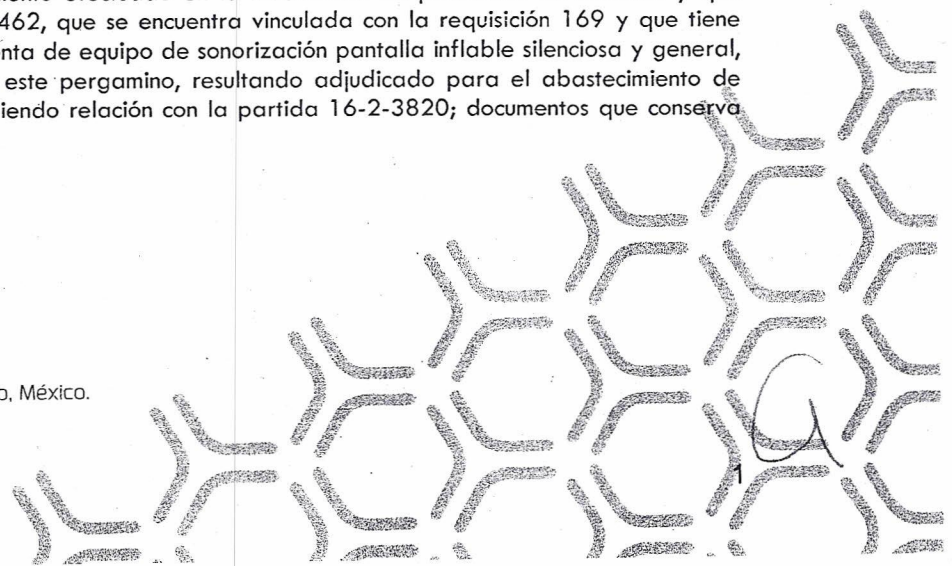 462, que se encuentra vinculada con la requisición 169 y que tiene
nta de equipo de sonorización pantalla inflable silenciosa y general,
este pergamino, resultando adjudicado para el abastecimiento de
iendo relación con la partida 16-2-3820; documentos que conserva
o, México.
1